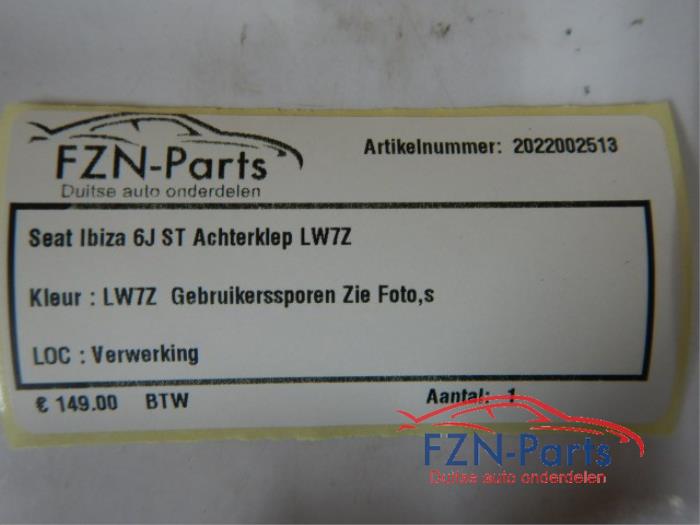 FZN-Parts
Duitse auto onderdelen
Artikelnummer: 2022002513
Seat Ibiza 6J ST Achterklep LW7Z
Kleur : LW7Z Gebruikerssporen Zie Foto,s
LOC : Verwerking
€ 149.00 BTW
Aantal: 1
FZN-Parts
Duitse auto onderdelen